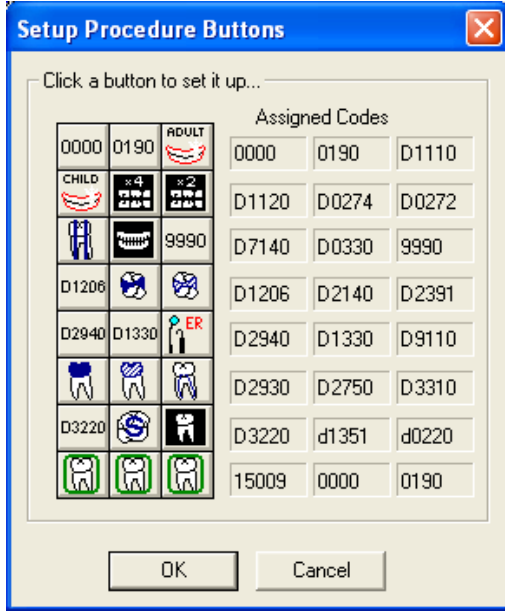 Setup Procedure Buttons
Click a button to set it up...
Assigned Codes
0000 0190 ADULT 0000 0190 D1110
CHILD x4 x2 D1120 D0274 D0272
9990 D7140 D0330 9990
D1206 D1206 D2140 D2391
D2940 D1330 ER D2940 D1330 D9110
D2930 D2750 D3310
D3220 S D3220 d1351 d0220
15009 0000 0190
OK Cancel